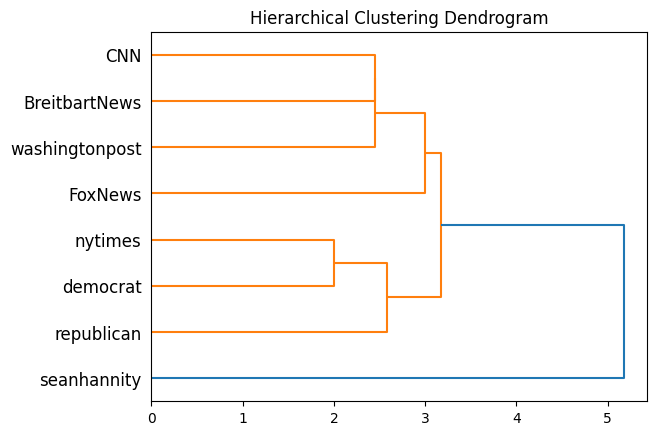 Hierarchical Clustering Dendrogram
CNN
BreitbartNews
washingtonpost
FoxNews
nytimes
democrat
republican
seanhannity
0 1 2 3 4 5